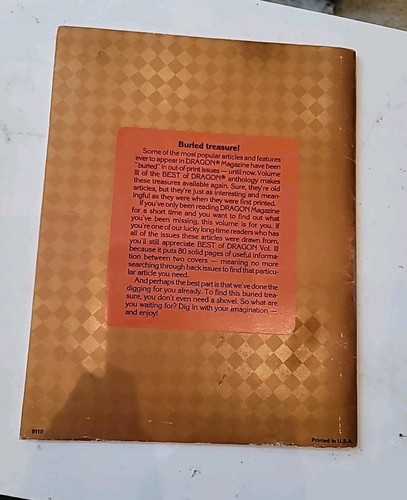 Buried treasure!
Some of the most popular articles and features
ever to appear in DRAGON® Magazine have been
"buried" in out-of-print issues — until now. Volume
III of the BEST of DRAGON® anthology makes
these treasures available again. Sure, they're old
articles, but they're just as interesting and mean-
ingful as they were when they were first printed.
If you've only been reading DRAGON Magazine
for a short time and you want to find out what
you've been missing, this volume is for you. If
you're one of our lucky long-time readers who has
all of the issues these articles were drawn from,
you'll still appreciate BEST of DRAGON Vol. III
because it puts 80 solid pages of useful informa-
tion between two covers — meaning no more
searching through back issues to find that particu-
lar article you need.
And perhaps the best part is that we've done the
digging for you already. To find this buried trea-
sure, you don't even need a shovel. So what are
you waiting for? Dig in with your imagination —
and enjoy!
8110
Printed in U.S.A.